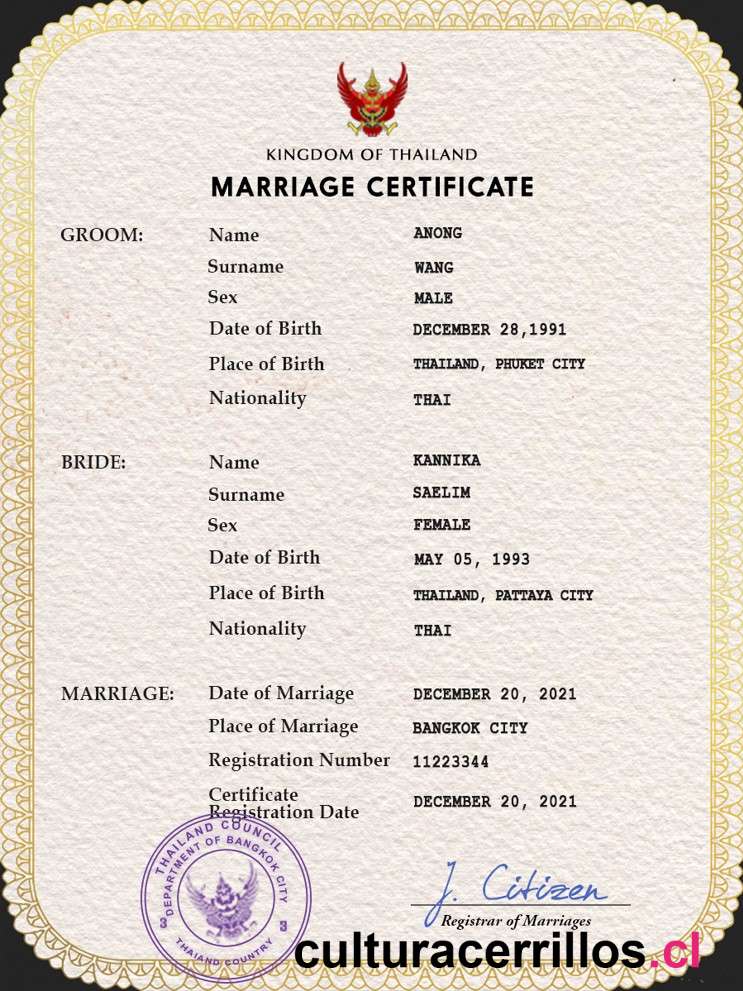 KINGDOM OF THAILAND
MARRIAGE CERTIFICATE
GROOM: Name ANONG
Surname WANG
Sex MALE
Date of Birth DECEMBER 28,1991
Place of Birth THAILAND, PHUKET CITY
Nationality THAI
BRIDE: Name KANNIKA
Surname SAELIM
Sex FEMALE
Date of Birth MAY 05, 1993
Place of Birth THAILAND, PATTAYA CITY
Nationality THAI
MARRIAGE: Date of Marriage DECEMBER 20, 2021
Place of Marriage BANGKOK CITY
Registration Number 11223344
Certificate
Registration Date DECEMBER 20, 2021
THAILAND COUNCIL
DEPARTMENT OF BANGKOK CITY
3 3
THAIAND COUNTRY
J. Citizen
Registrar of Marriages
culturacerrillos.cl